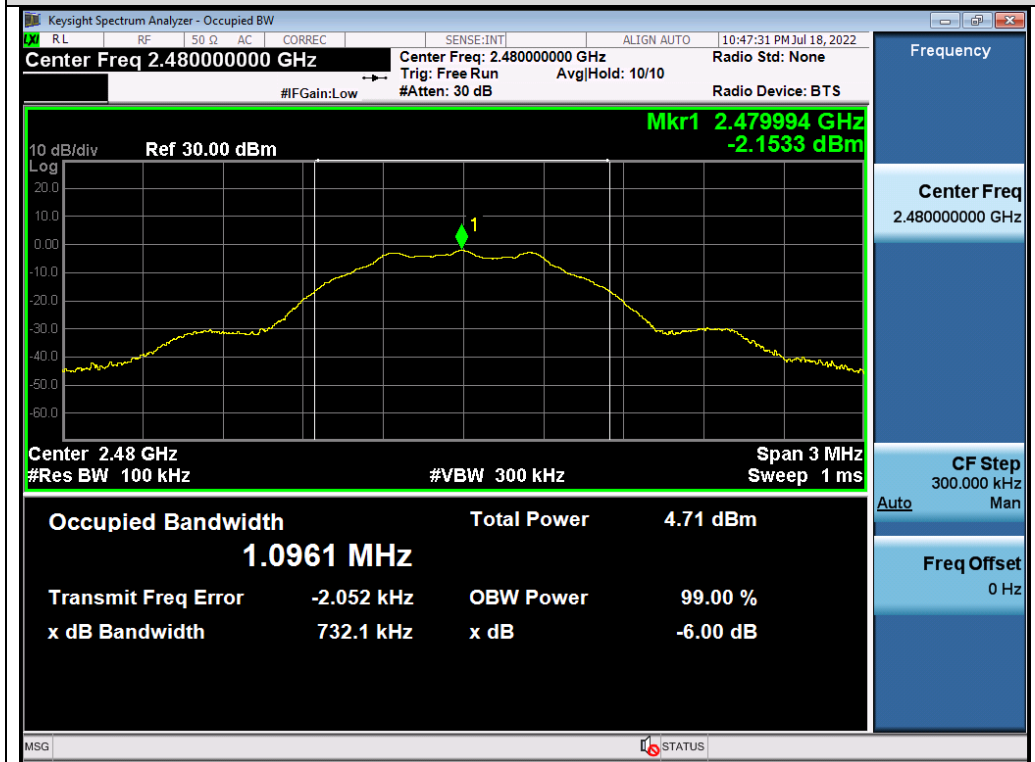 Keysight Spectrum Analyzer - Occupied BW
LXI RL RF 50 Ω AC CORREC SENSE:INT ALIGN AUTO 10:47:31 PM Jul 18, 2022
Center Freq 2.480000000 GHz
Center Freq: 2.480000000 GHz
Radio Std: None
Trig: Free Run Avg|Hold: 10/10
#IFGain:Low
#Atten: 30 dB
Radio Device: BTS
Mkr1 2.479994 GHz
-2.1533 dBm
10 dB/div Ref 30.00 dBm
Log
20.0
10.0
0.00
-10.0
-20.0
-30.0
-40.0
-50.0
-60.0
1
Center 2.48 GHz
Span 3 MHz
#Res BW 100 kHz
#VBW 300 kHz
Sweep 1 ms
Occupied Bandwidth
Total Power 4.71 dBm
1.0961 MHz
Transmit Freq Error -2.052 kHz
OBW Power 99.00 %
x dB Bandwidth 732.1 kHz
x dB -6.00 dB
Frequency
Center Freq
2.480000000 GHz
CF Step
300.000 kHz
Auto Man
Freq Offset
0 Hz
MSG
STATUS